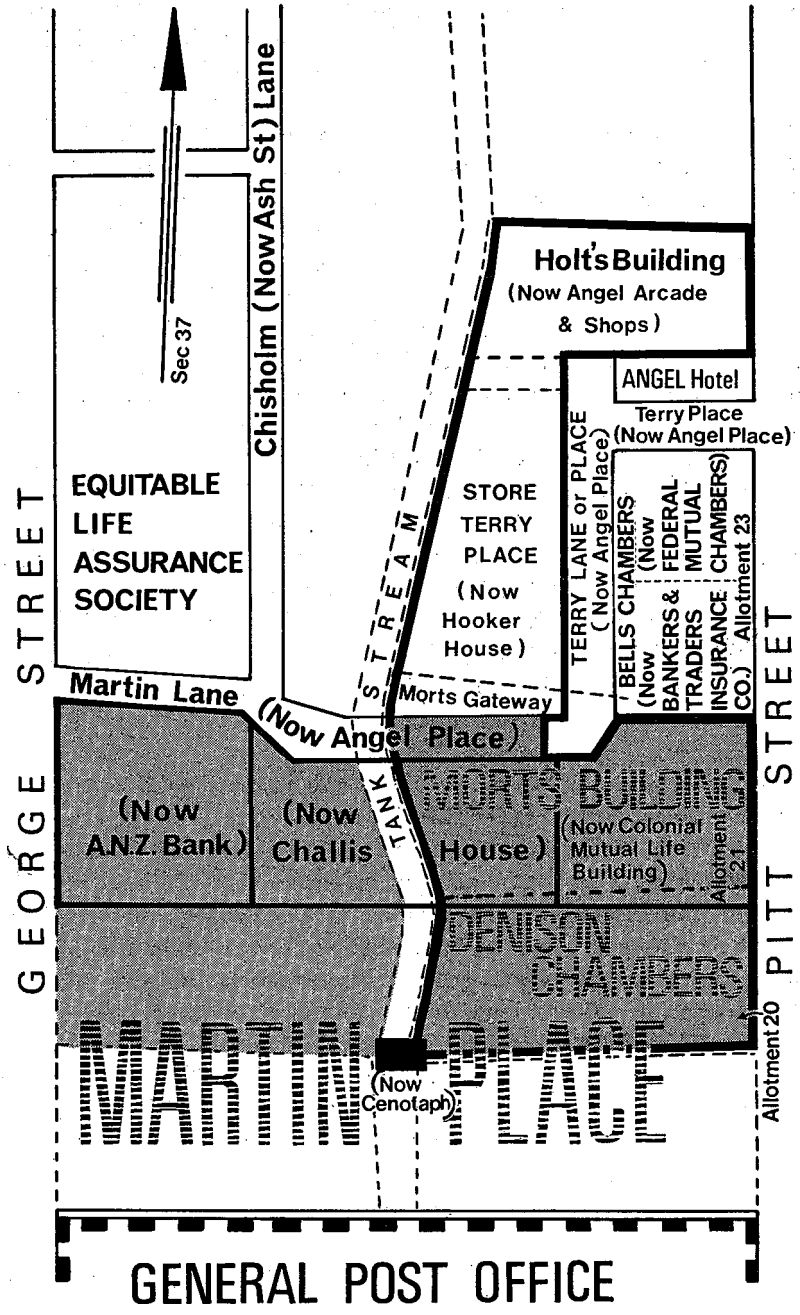 Chisholm (Now Ash St) Lane
Sec 37
Holt's Building
(Now Angel Arcade
& Shops)
ANGEL Hotel
Terry Place
(Now Angel Place)
TERRY LANE or PLACE
(Now Angel Place)
EQUITABLE
LIFE
ASSURANCE
SOCIETY
STORE
TERRY
PLACE
(Now
Hooker
House)
BELLS CHAMBERS
(Now
FEDERAL
MUTUAL
CHAMBERS)
(Now
BANKERS &
TRADERS
INSURANCE
CO.) Allotment 23
GEORGE STREET
PITT STREET
TANK STREAM
Martin Lane
(Now Angel Place)
Morts Gateway
(Now
A.N.Z. Bank)
(Now
Challis
House)
MORTS BUILDING
(Now Colonial
Mutual Life
Building)
Allotment
21
DENISON
CHAMBERS
Allotment 20
MARTIN PLACE
(Now
Cenotaph)
GENERAL POST OFFICE